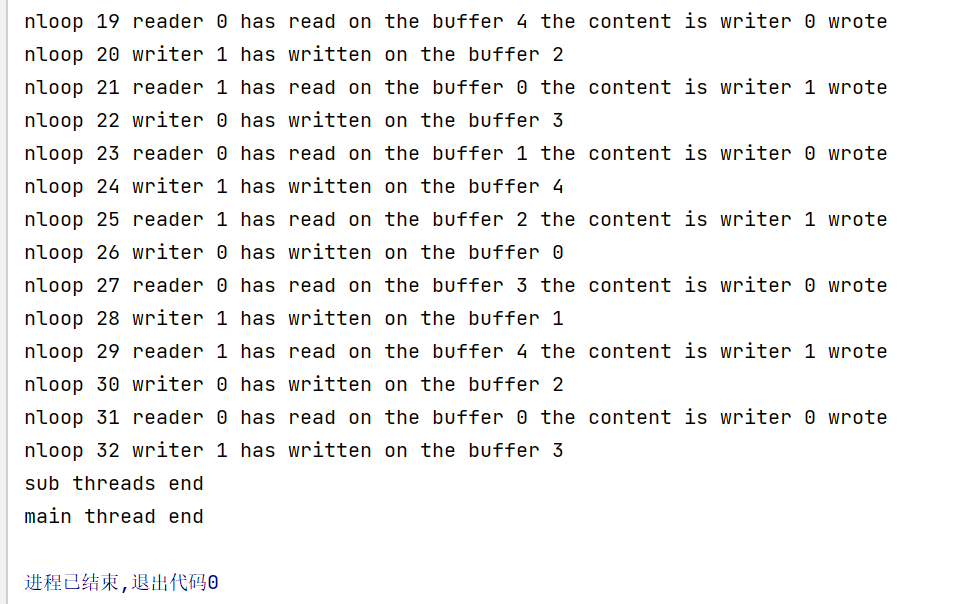 nloop 19 reader 0 has read on the buffer 4 the content is writer 0 wrote
nloop 20 writer 1 has written on the buffer 2
nloop 21 reader 1 has read on the buffer 0 the content is writer 1 wrote
nloop 22 writer 0 has written on the buffer 3
nloop 23 reader 0 has read on the buffer 1 the content is writer 0 wrote
nloop 24 writer 1 has written on the buffer 4
nloop 25 reader 1 has read on the buffer 2 the content is writer 1 wrote
nloop 26 writer 0 has written on the buffer 0
nloop 27 reader 0 has read on the buffer 3 the content is writer 0 wrote
nloop 28 writer 1 has written on the buffer 1
nloop 29 reader 1 has read on the buffer 4 the content is writer 1 wrote
nloop 30 writer 0 has written on the buffer 2
nloop 31 reader 0 has read on the buffer 0 the content is writer 0 wrote
nloop 32 writer 1 has written on the buffer 3
sub threads end
main thread end
进程已结束,退出代码0